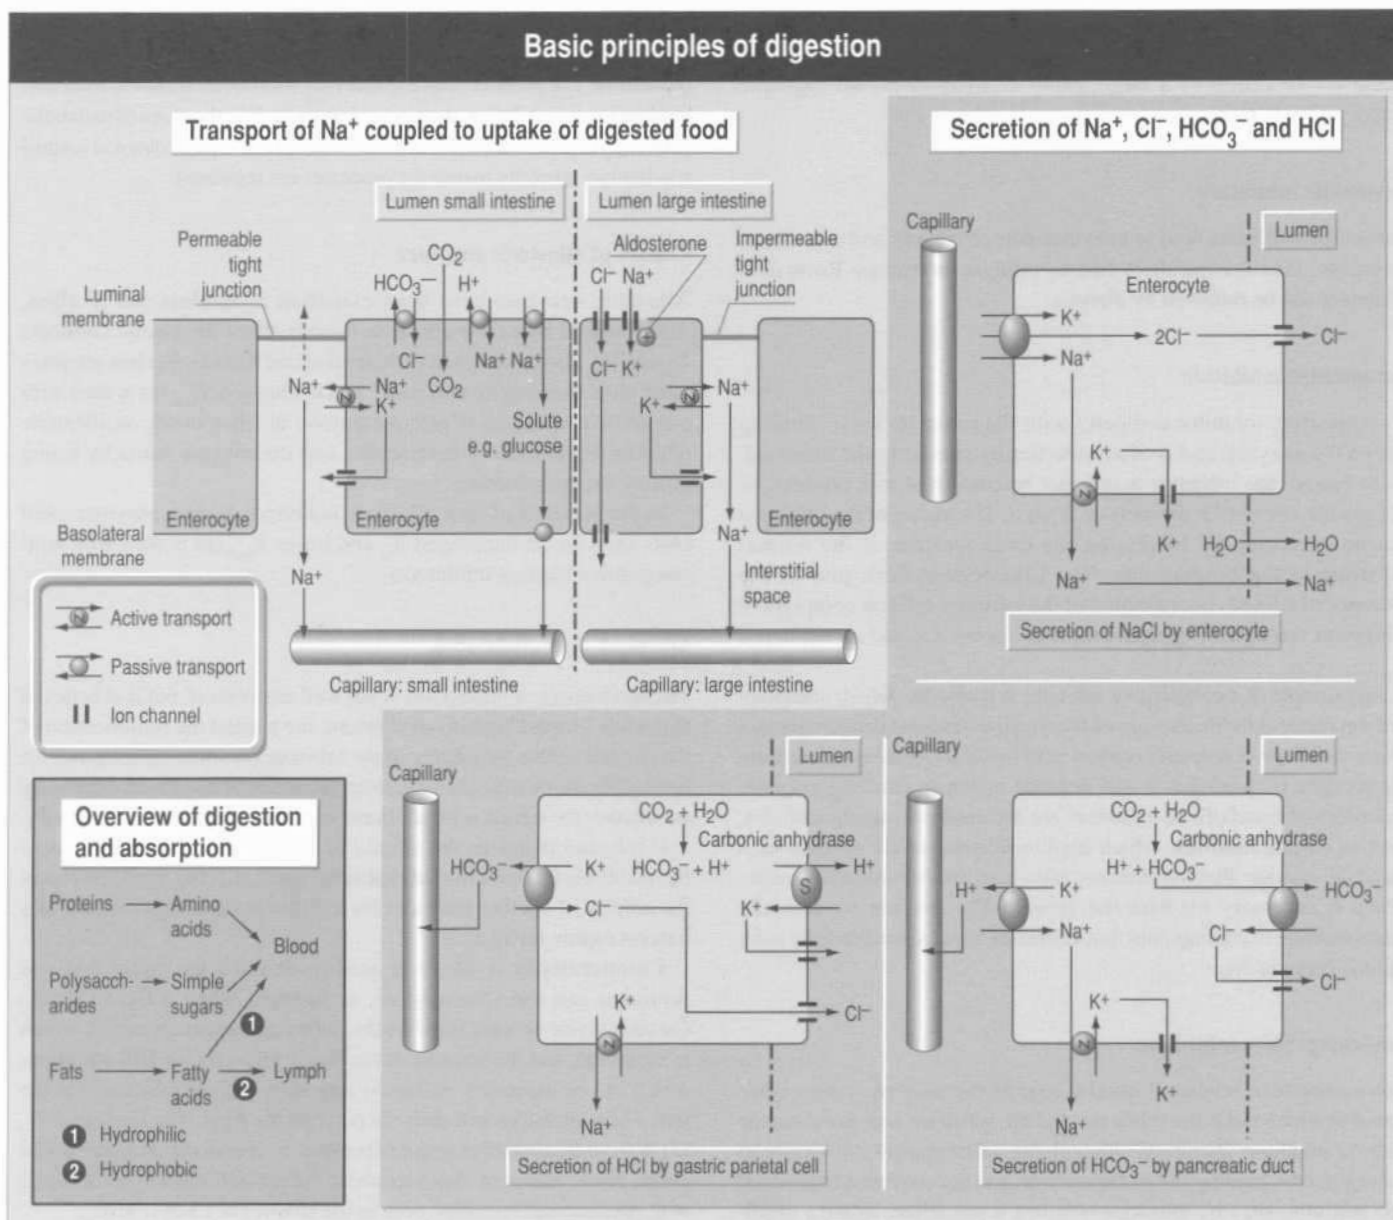 Basic principles of digestion
Transport of Na⁺ coupled to uptake of digested food
Lumen small intestine
Lumen large intestine
Permeable
tight
junction
Luminal
membrane
CO₂
HCO₃⁻
H⁺
Cl⁻
CO₂
Na⁺
Na⁺
Aldosterone
Cl⁻
Na⁺
+
Cl⁻
K⁺
Impermeable
tight
junction
Na⁺
Na⁺
N
K⁺
Solute
e.g. glucose
N
Na⁺
K⁺
Enterocyte
Enterocyte
Enterocyte
Basolateral
membrane
Na⁺
Na⁺
Interstitial
space
Capillary: small intestine
Capillary: large intestine
N
Active transport
Passive transport
Ion channel
Overview of digestion
and absorption
Proteins
Amino
acids
Blood
Polysacch-
arides
Simple
sugars
1
Fats
Fatty
acids
2
Lymph
1 Hydrophilic
2 Hydrophobic
Secretion of Na⁺, Cl⁻, HCO₃⁻ and HCl
Capillary
Lumen
Enterocyte
K⁺
2Cl⁻
Cl⁻
Na⁺
K⁺
N
K⁺
H₂O
H₂O
Na⁺
Na⁺
Secretion of NaCl by enterocyte
Capillary
Lumen
CO₂ + H₂O
Carbonic anhydrase
HCO₃⁻
K⁺
HCO₃⁻ + H⁺
H⁺
S
Cl⁻
K⁺
K⁺
Cl⁻
N
Na⁺
Secretion of HCl by gastric parietal cell
Capillary
Lumen
CO₂ + H₂O
Carbonic anhydrase
H⁺ + HCO₃⁻
H⁺
K⁺
HCO₃⁻
Na⁺
Cl⁻
Cl⁻
K⁺
N
K⁺
Na⁺
Secretion of HCO₃⁻ by pancreatic duct